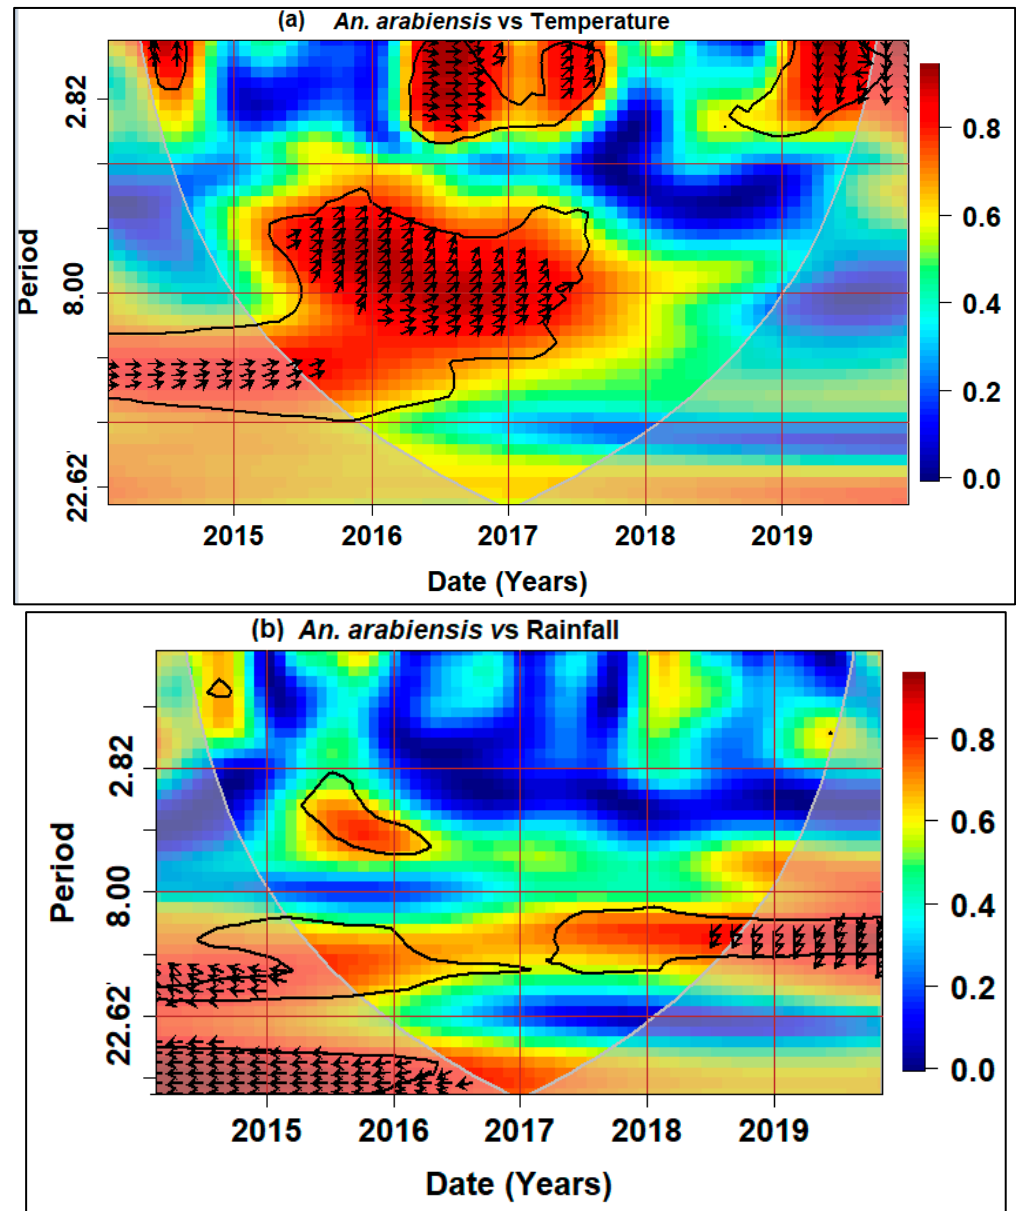 (a) An. arabiensis vs Temperature
2.82
8.00
22.62'
Period
0.8
0.6
0.4
0.2
0.0
2015 2016 2017 2018 2019
Date (Years)
(b) An. arabiensis vs Rainfall
2.82
8.00
22.62'
Period
0.8
0.6
0.4
0.2
0.0
2015 2016 2017 2018 2019
Date (Years)